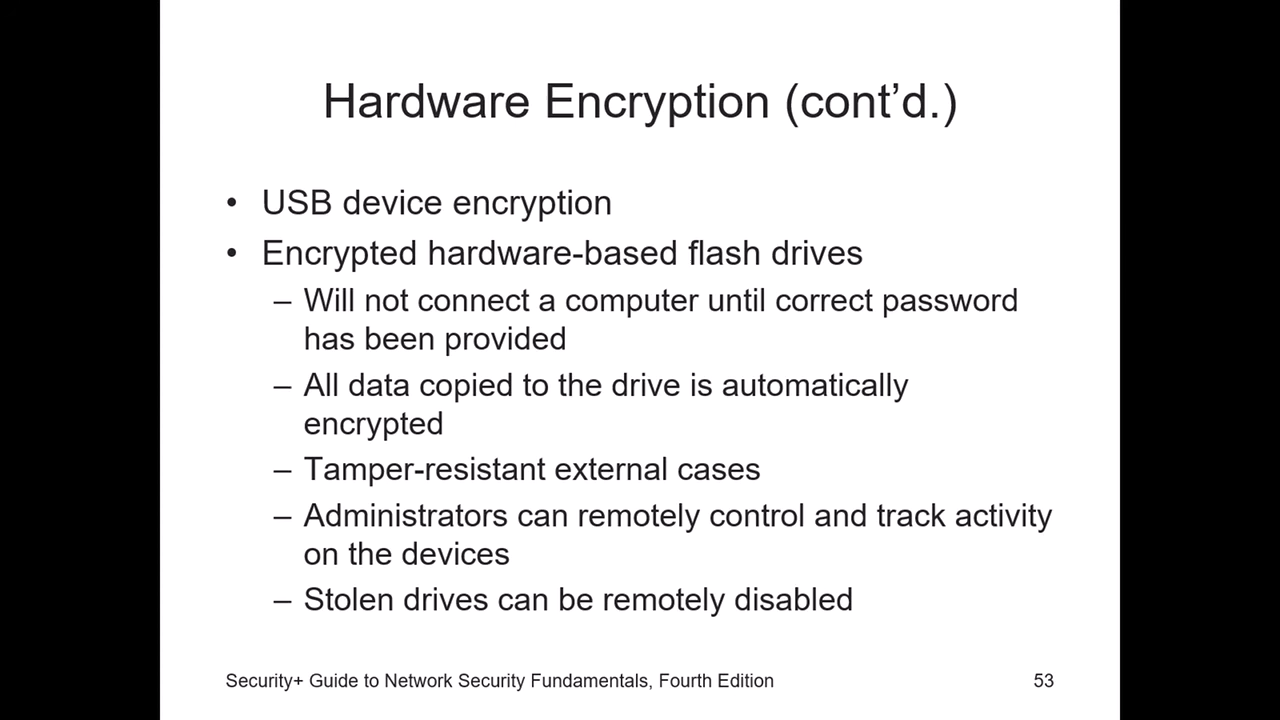 Hardware Encryption (cont’d.)
• USB device encryption
• Encrypted hardware-based flash drives
– Will not connect a computer until correct password
has been provided
– All data copied to the drive is automatically
encrypted
– Tamper-resistant external cases
– Administrators can remotely control and track activity
on the devices
– Stolen drives can be remotely disabled
Security+ Guide to Network Security Fundamentals, Fourth Edition 53